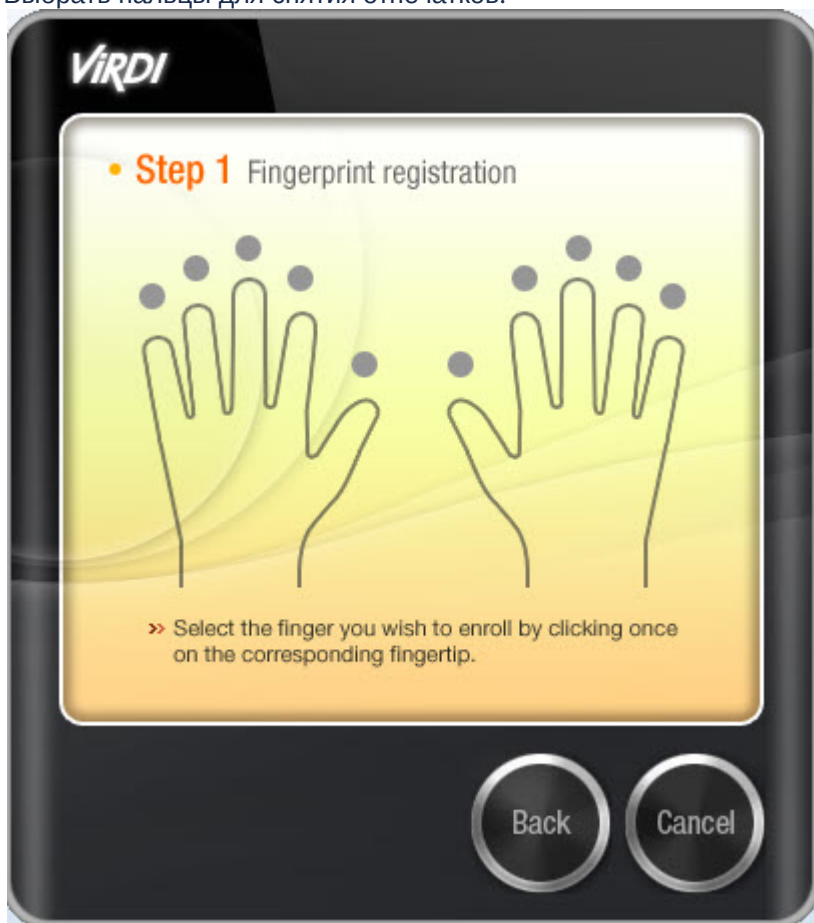 Выбрать пальцы для снятия отпечатков.
ViRDI
• Step 1 Fingerprint registration
» Select the finger you wish to enroll by clicking once
on the corresponding fingertip.
Back Cancel